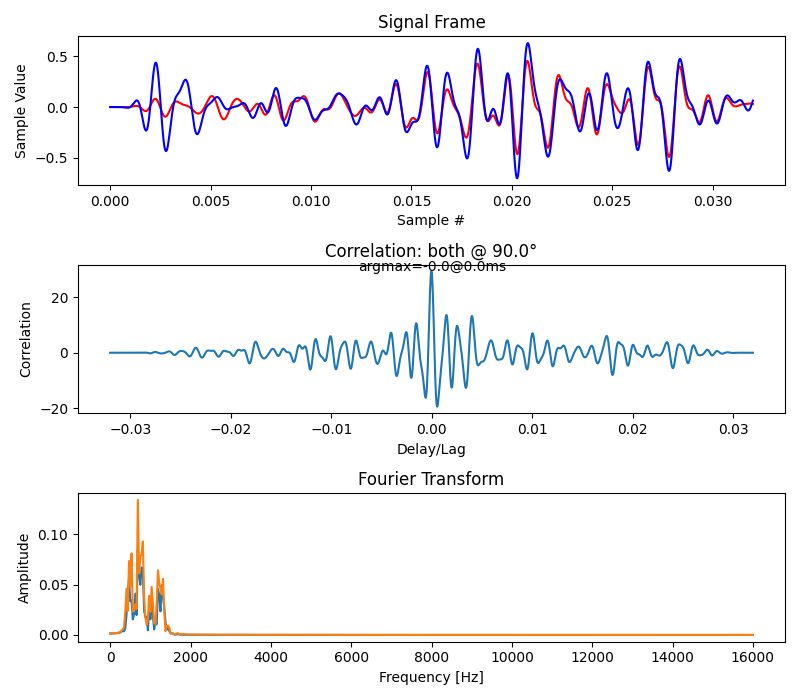 Signal Frame
Sample Value
0.5
0.0
−0.5
0.000 0.005 0.010 0.015 0.020 0.025 0.030
Sample #
Correlation: both @ 90.0°
argmax=-0.0@0.0ms
Correlation
20
0
−20
−0.03 −0.02 −0.01 0.00 0.01 0.02 0.03
Delay/Lag
Fourier Transform
Amplitude
0.10
0.05
0.00
0 2000 4000 6000 8000 10000 12000 14000 16000
Frequency [Hz]